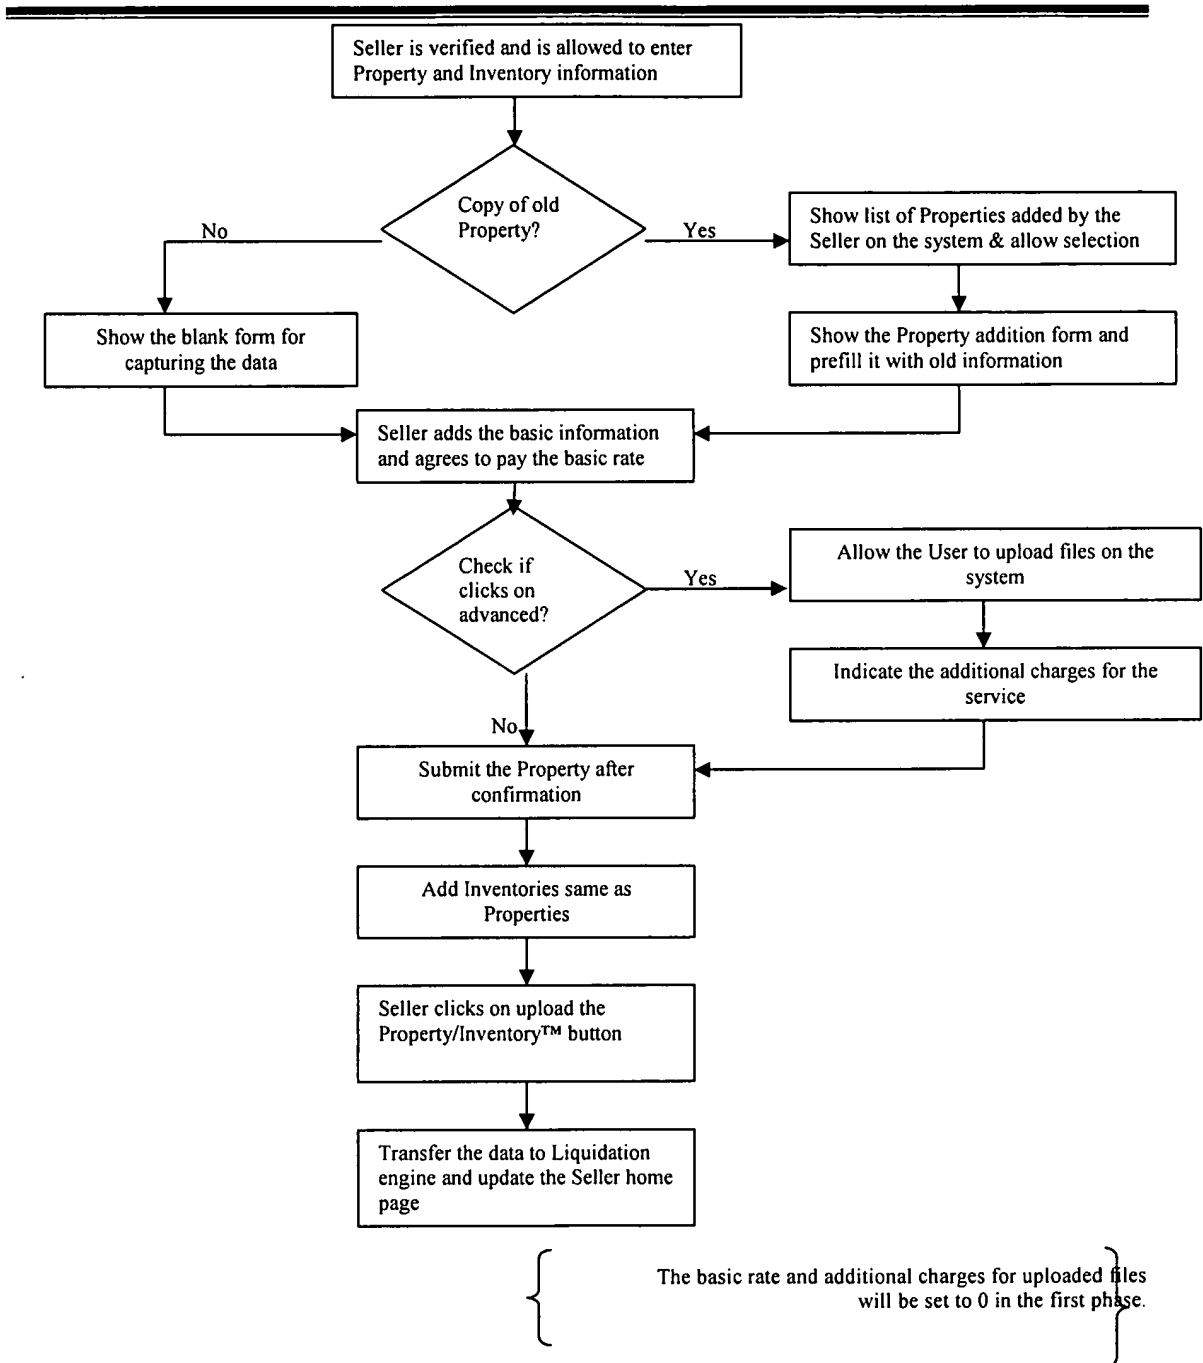 Seller is verified and is allowed to enter
Property and Inventory information
Copy of old
Property?
No
Yes
Show list of Properties added by the
Seller on the system & allow selection
Show the blank form for
capturing the data
Show the Property addition form and
prefill it with old information
Seller adds the basic information
and agrees to pay the basic rate
Check if
clicks on
advanced?
Yes
Allow the User to upload files on the
system
Indicate the additional charges for the
service
No
Submit the Property after
confirmation
Add Inventories same as
Properties
Seller clicks on upload the
Property/Inventory™ button
Transfer the data to Liquidation
engine and update the Seller home
page
The basic rate and additional charges for uploaded files
will be set to 0 in the first phase.